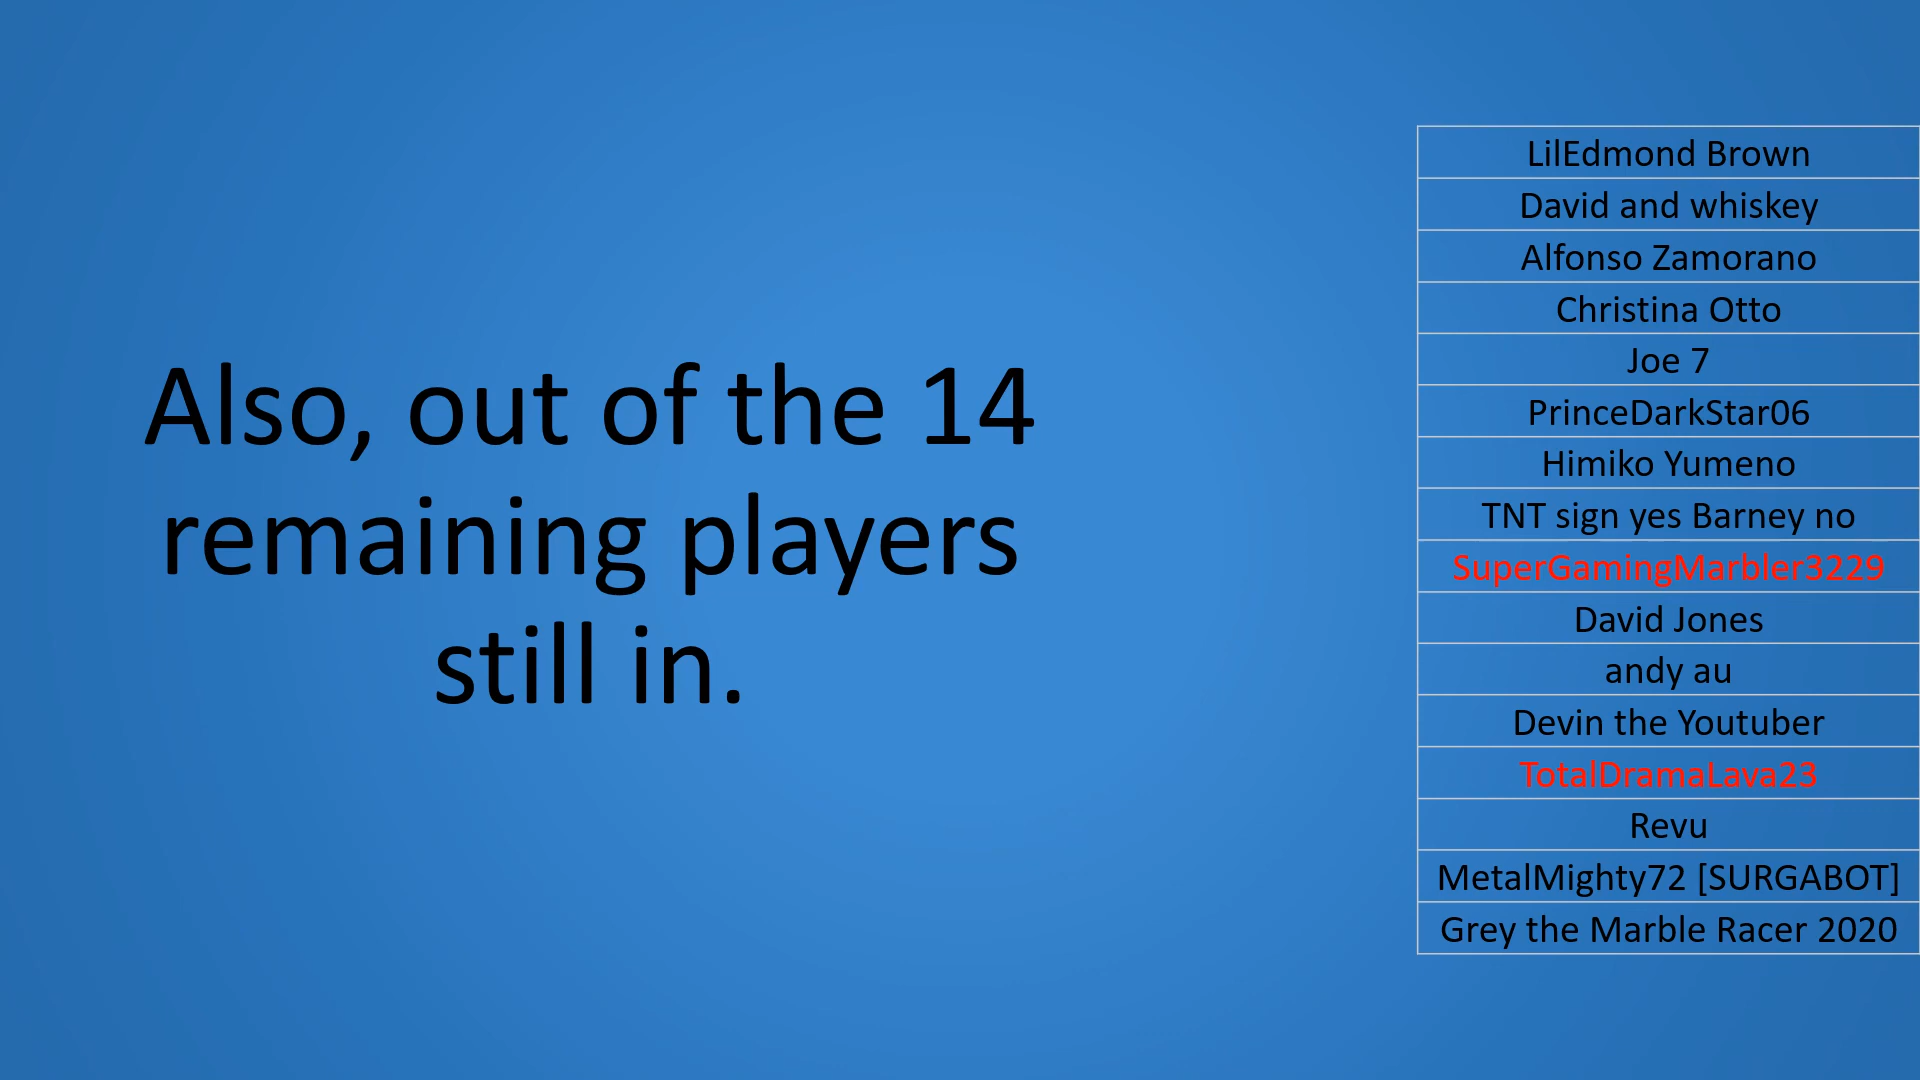 Also, out of the 14
remaining players
still in.
LilEdmond Brown
David and whiskey
Alfonso Zamorano
Christina Otto
Joe 7
PrinceDarkStar06
Himiko Yumeno
TNT sign yes Barney no
SuperGamingMarbler3229
David Jones
andy au
Devin the Youtuber
TotalDramaLava23
Revu
MetalMighty72 [SURGABOT]
Grey the Marble Racer 2020